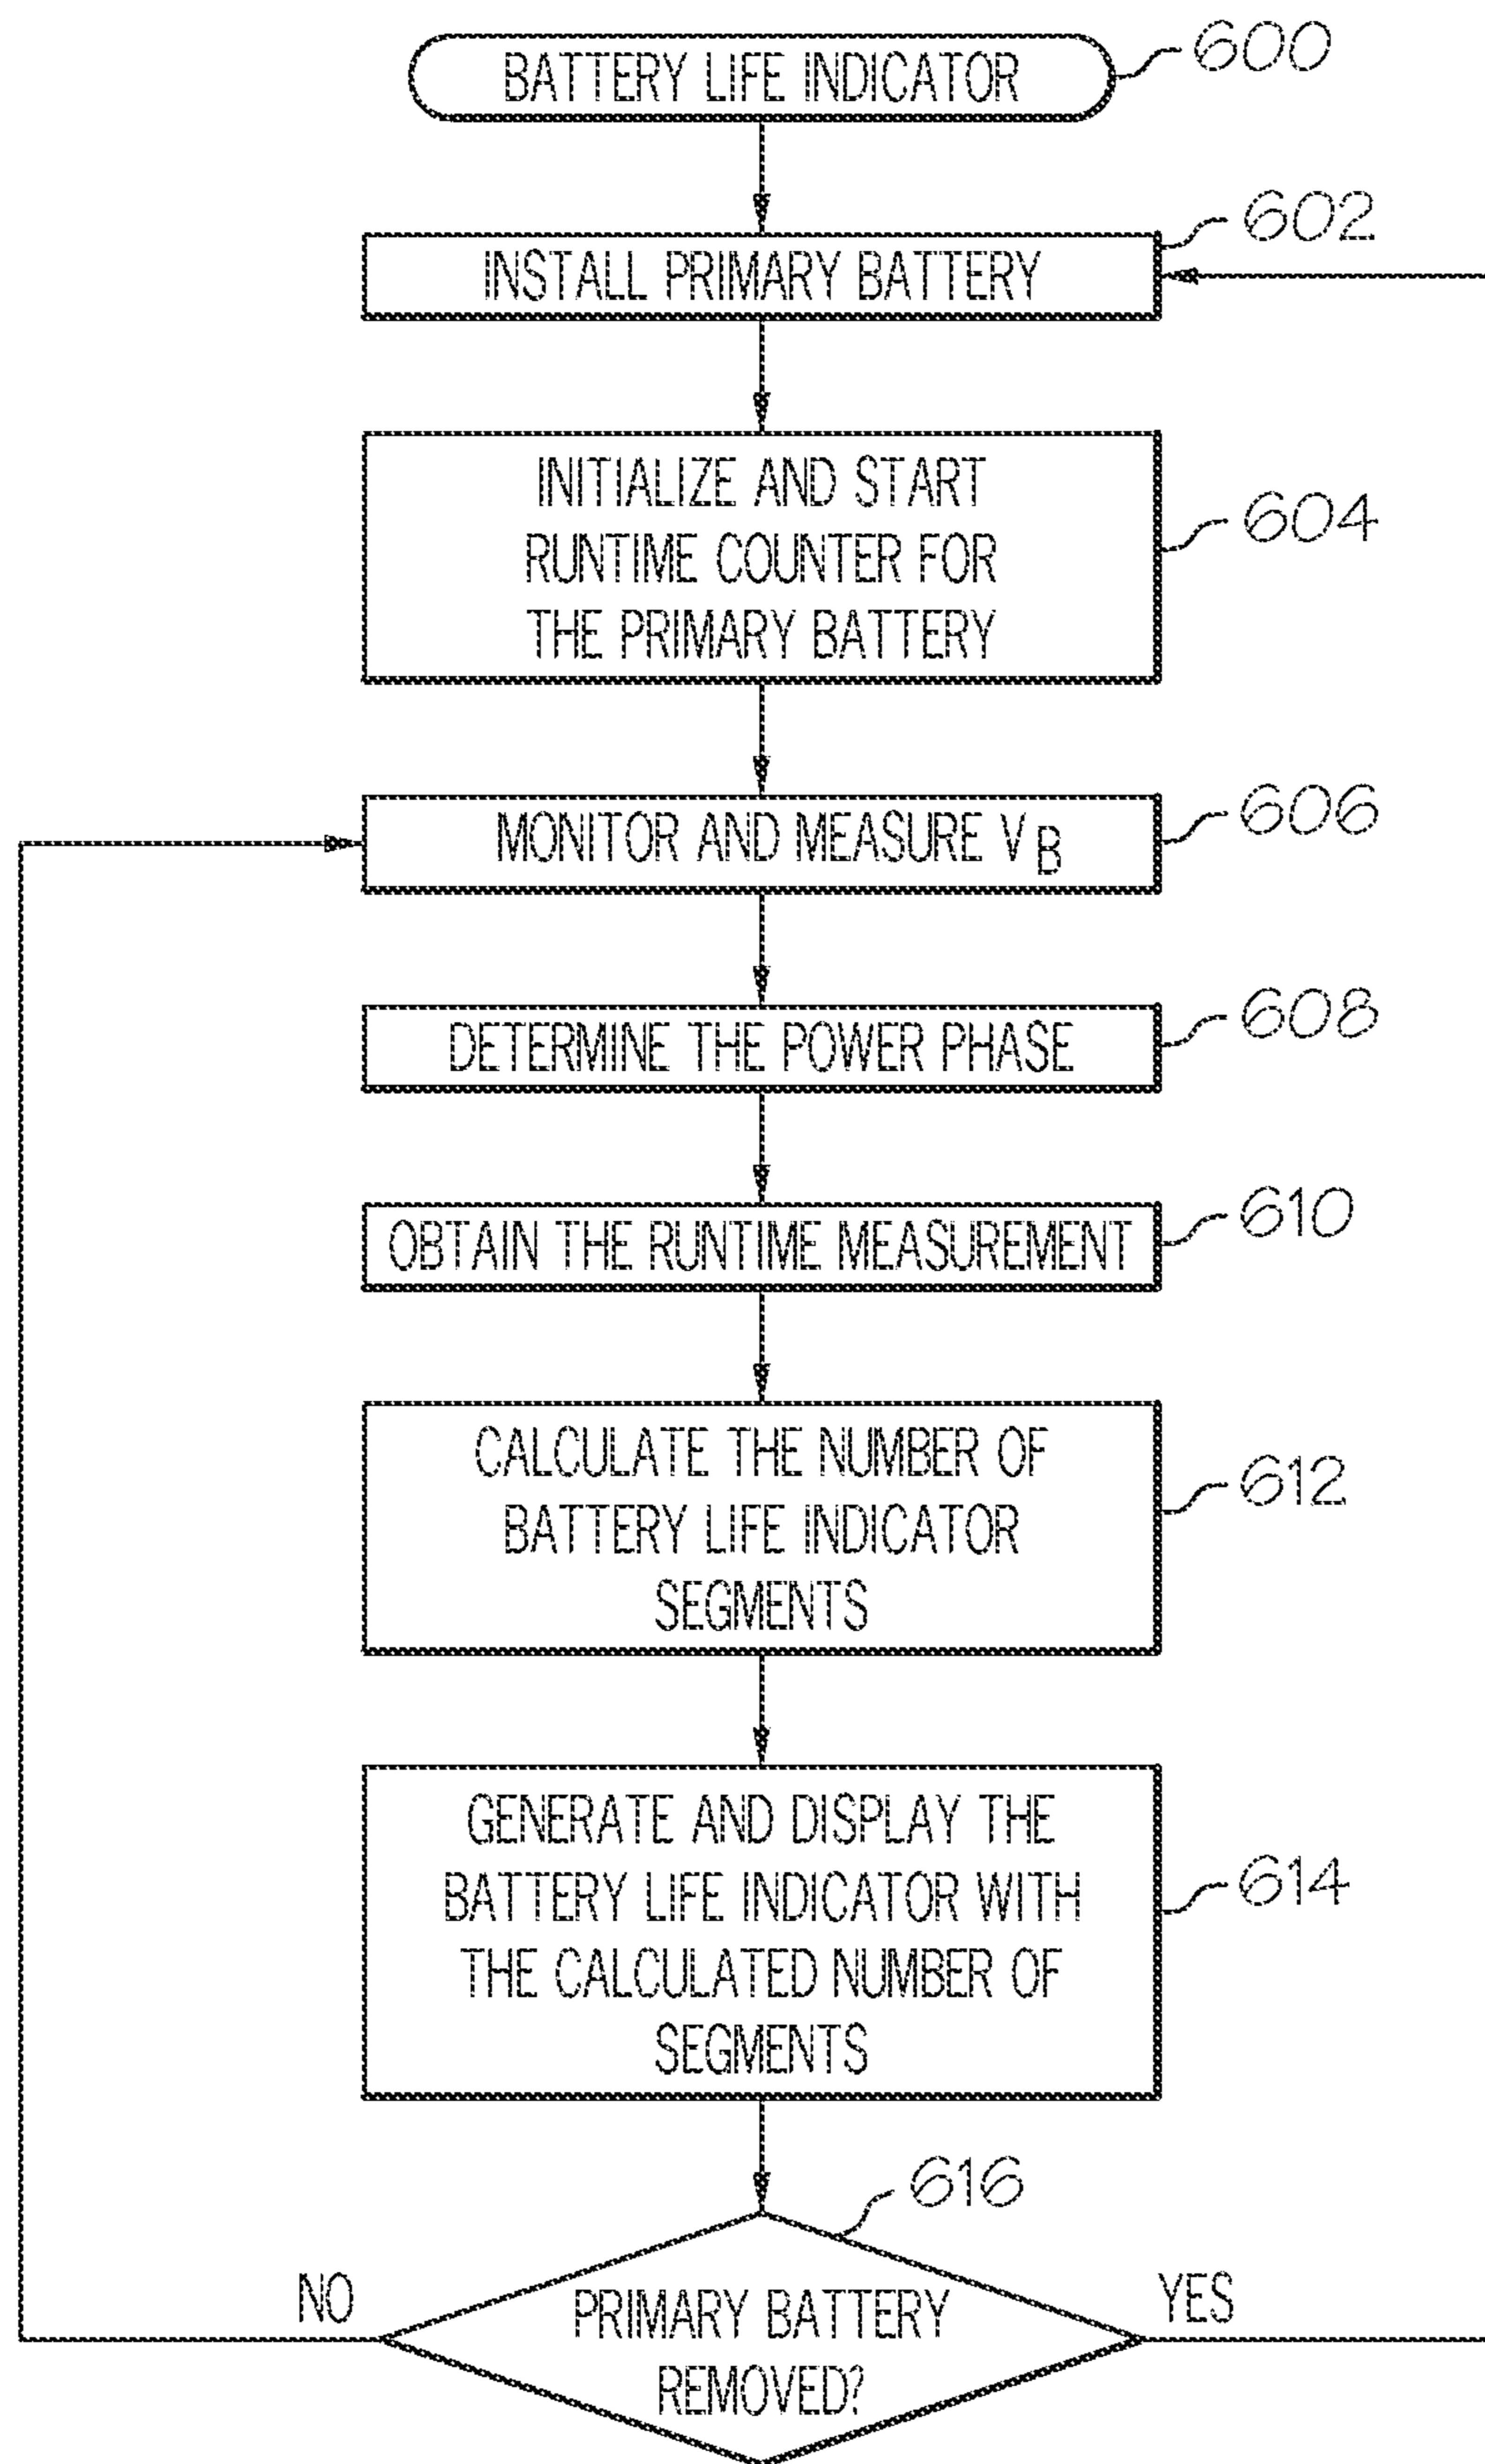 BATTERY LIFE INDICATOR
600
INSTALL PRIMARY BATTERY
602
INITIALIZE AND START
RUNTIME COUNTER FOR
THE PRIMARY BATTERY
604
MONITOR AND MEASURE VB
606
DETERMINE THE POWER PHASE
608
OBTAIN THE RUNTIME MEASUREMENT
610
CALCULATE THE NUMBER OF
BATTERY LIFE INDICATOR
SEGMENTS
612
GENERATE AND DISPLAY THE
BATTERY LIFE INDICATOR WITH
THE CALCULATED NUMBER OF
SEGMENTS
614
616
NO
PRIMARY BATTERY
REMOVED?
YES